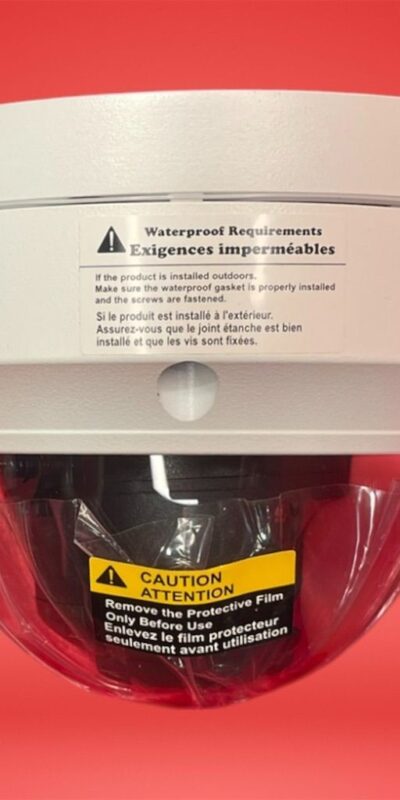 Waterproof Requirements
Exigences imperméables
If the product is installed outdoors.
Make sure the waterproof gasket is properly installed
and the screws are fastened.
Si le produit est installé à l'extérieur.
Assurez-vous que le joint étanche est bien
installé et que les vis sont fixées.
CAUTION
ATTENTION
Remove the Protective Film
Only Before Use
Enlevez le film protecteur
seulement avant utilisation